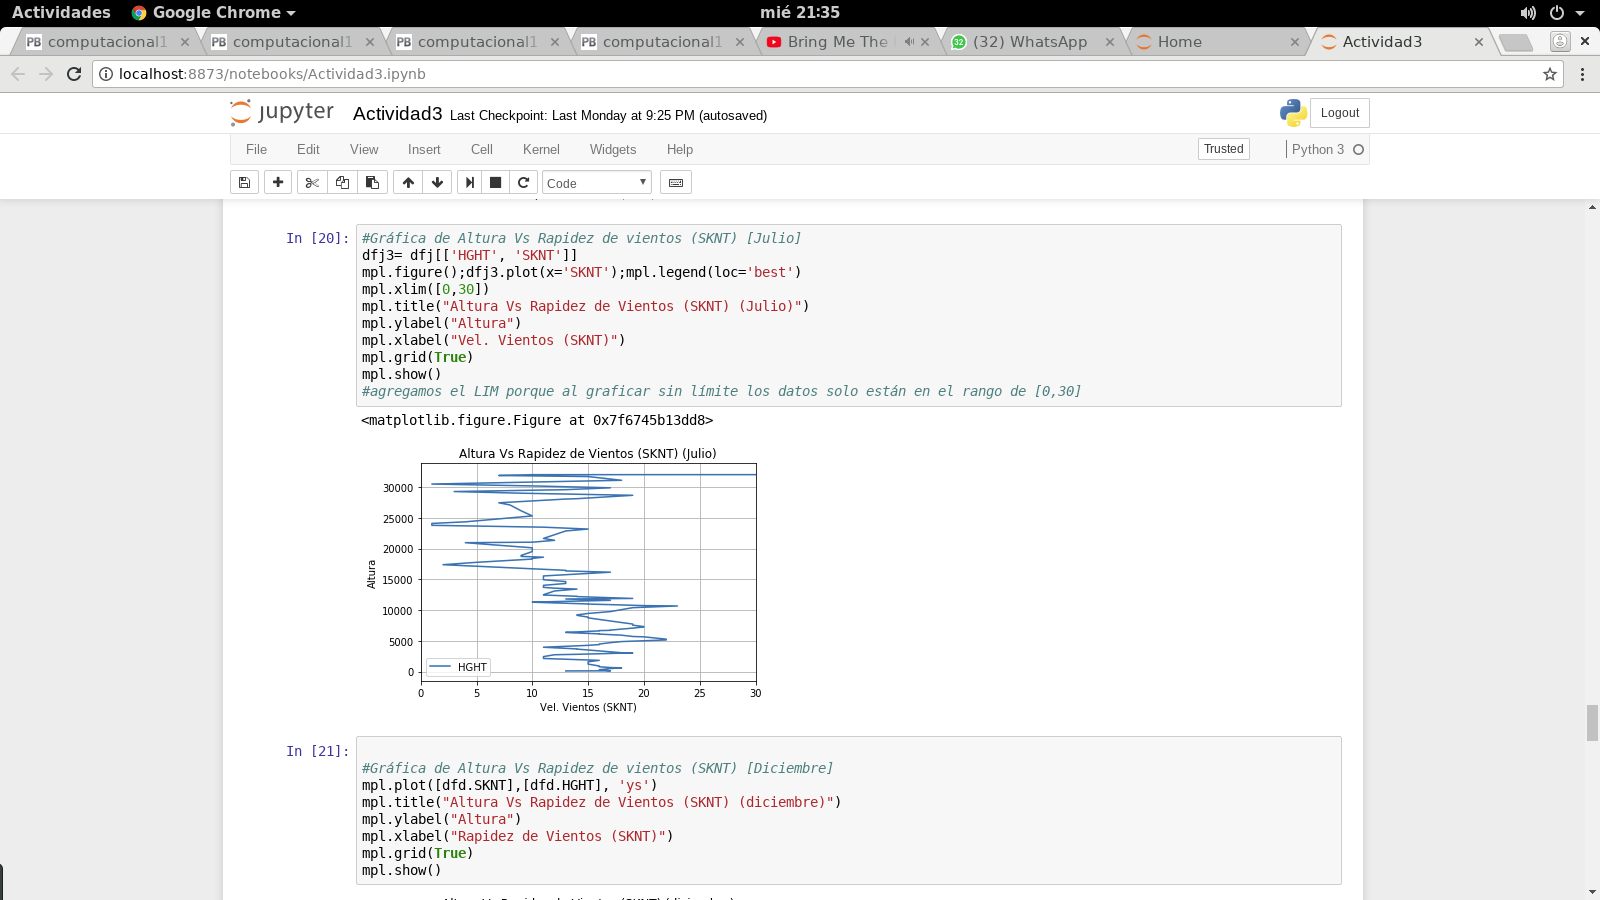 Actividades Google Chrome mié 21:35
computacional1 computacional1 computacional1 computacional1 Bring Me The (32) WhatsApp Home Actividad3
localhost:8873/notebooks/Actividad3.ipynb
jupyter Actividad3 Last Checkpoint: Last Monday at 9:25 PM (autosaved) Logout
File Edit View Insert Cell Kernel Widgets Help Trusted Python 3
Code
In [20]:
#Gráfica de Altura Vs Rapidez de vientos (SKNT) [Julio]
dfj3= dfj[['HGHT', 'SKNT']]
mpl.figure();dfj3.plot(x='SKNT');mpl.legend(loc='best')
mpl.xlim([0,30])
mpl.title("Altura Vs Rapidez de Vientos (SKNT) (Julio)")
mpl.ylabel("Altura")
mpl.xlabel("Vel. Vientos (SKNT)")
mpl.grid(True)
mpl.show()
#agregamos el LIM porque al graficar sin límite los datos solo están en el rango de [0,30]
<matplotlib.figure.Figure at 0x7f6745b13dd8>
Altura Vs Rapidez de Vientos (SKNT) (Julio)
30000
25000
20000
15000
10000
5000
0
Altura
HGHT
0 5 10 15 20 25 30
Vel. Vientos (SKNT)
In [21]:
#Gráfica de Altura Vs Rapidez de vientos (SKNT) [Diciembre]
mpl.plot([dfd.SKNT],[dfd.HGHT], 'ys')
mpl.title("Altura Vs Rapidez de Vientos (SKNT) (diciembre)")
mpl.ylabel("Altura")
mpl.xlabel("Rapidez de Vientos (SKNT)")
mpl.grid(True)
mpl.show()